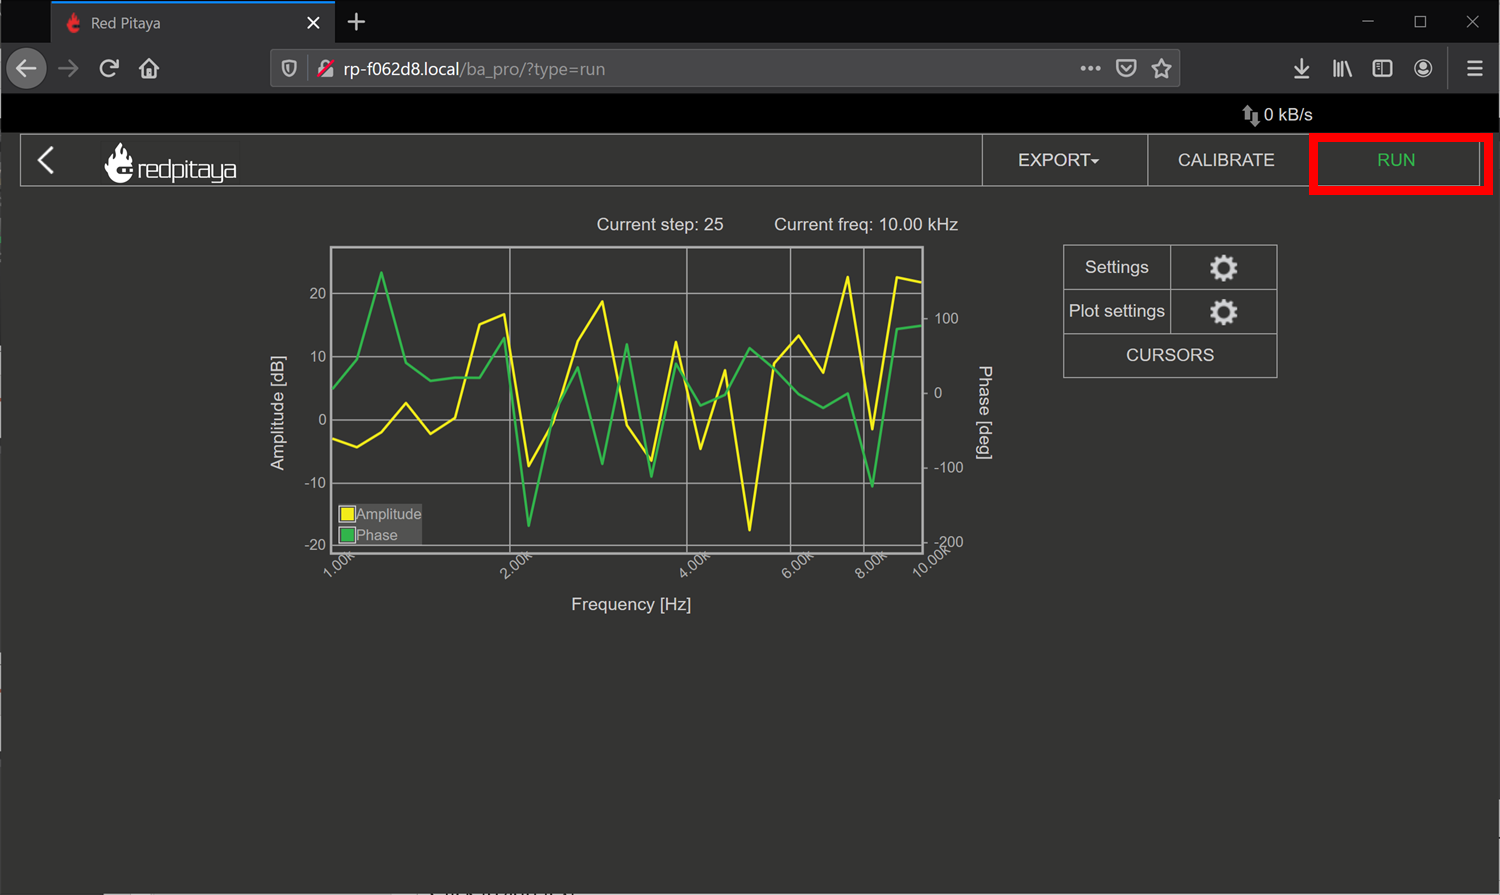 Red Pitaya
rp-f062d8.local/ba_pro/?type=run
0 kB/s
redpitaya
EXPORT
CALIBRATE
RUN
Current step: 25
Current freq: 10.00 kHz
Settings
Plot settings
CURSORS
Amplitude [dB]
20
10
0
-10
-20
Amplitude
Phase
100
0
-100
-200
Phase [deg]
1.00K
2.00K
4.00K
6.00K
8.00K
10.00K
Frequency [Hz]